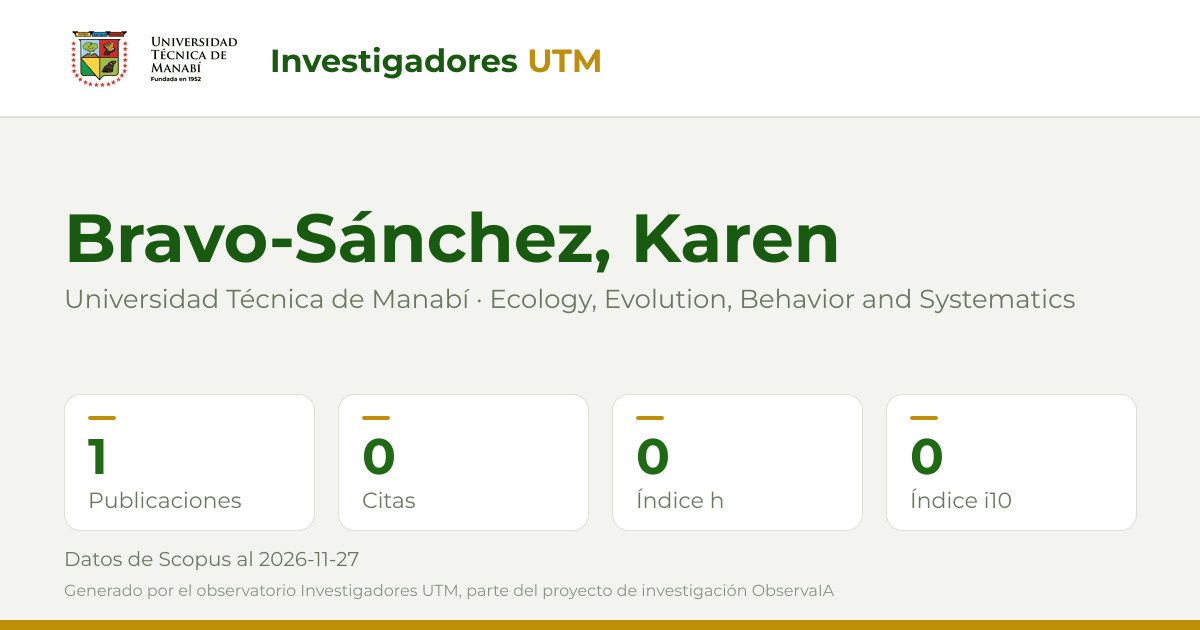 UNIVERSIDAD
TÉCNICA DE
MANABÍ
Fundada en 1952
Investigadores UTM
Bravo-Sánchez, Karen
Universidad Técnica de Manabí · Ecology, Evolution, Behavior and Systematics
1
Publicaciones
0
Citas
0
Índice h
0
Índice i10
Datos de Scopus al 2026-11-27
Generado por el observatorio Investigadores UTM, parte del proyecto de investigación ObservaIA